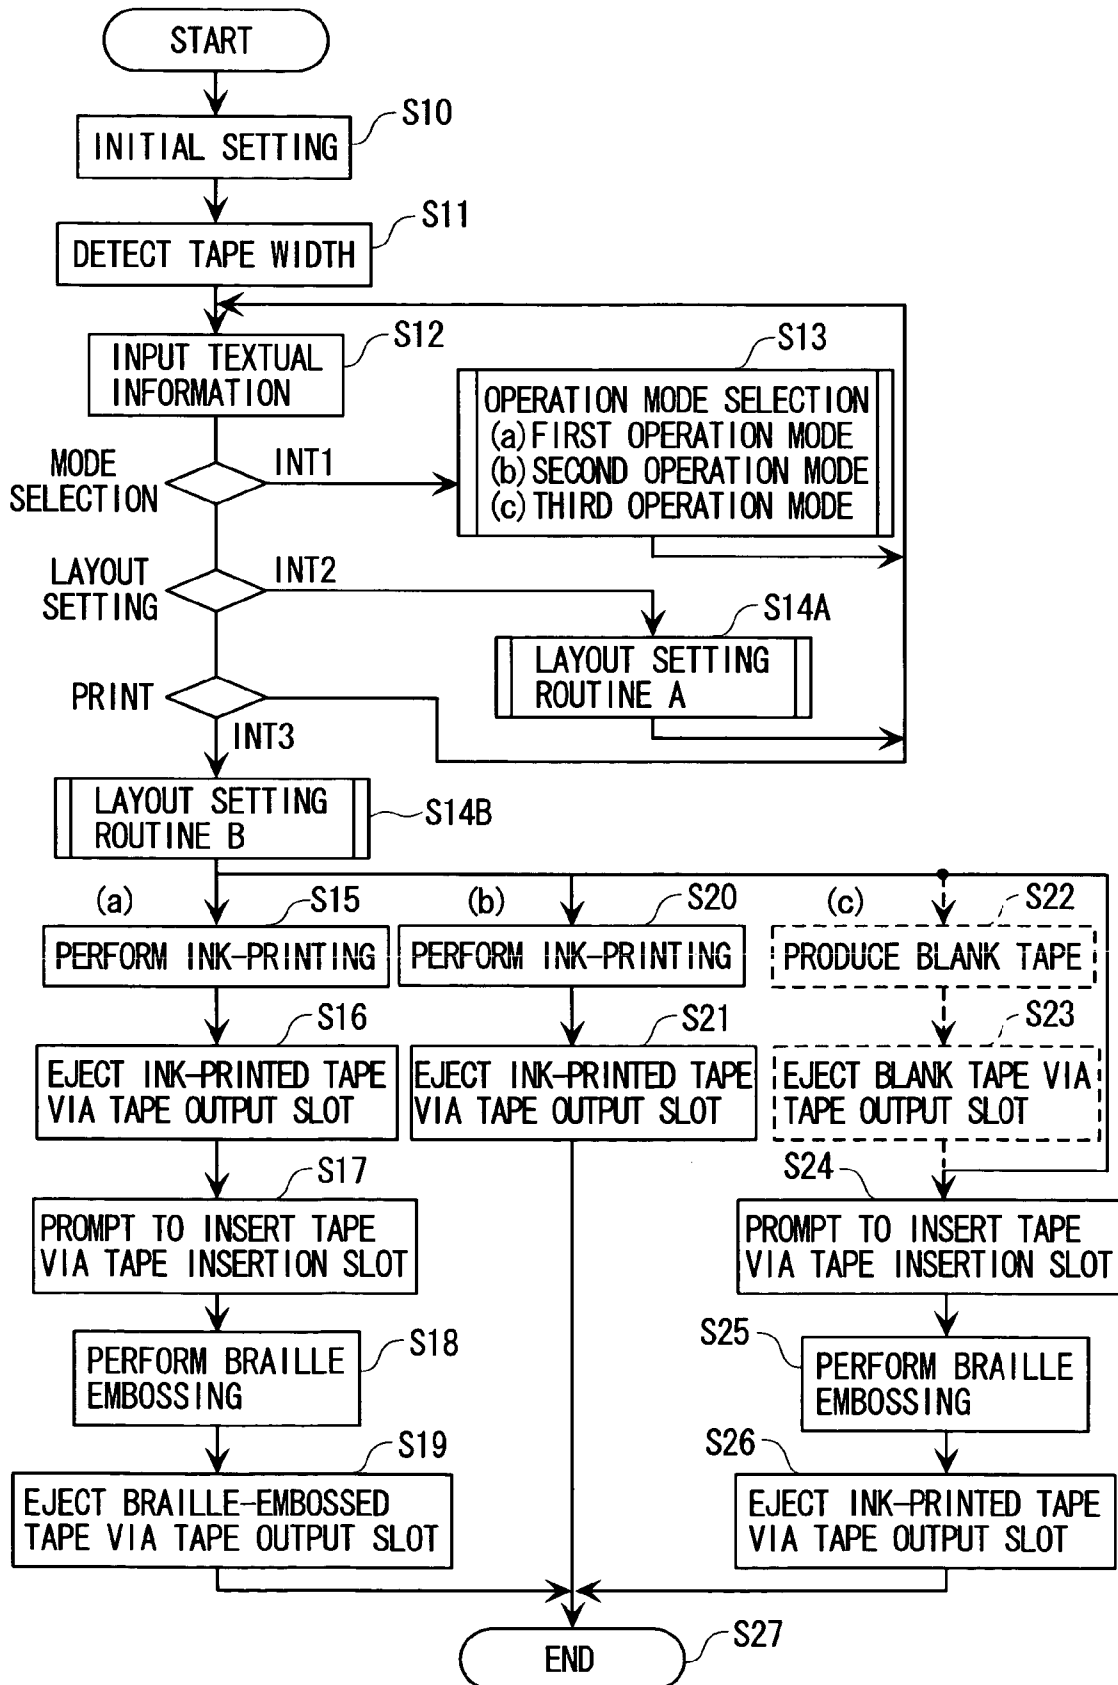 START
S10
INITIAL SETTING
S11
DETECT TAPE WIDTH
S12
INPUT TEXTUAL
INFORMATION
S13
OPERATION MODE SELECTION
(a) FIRST OPERATION MODE
(b) SECOND OPERATION MODE
(c) THIRD OPERATION MODE
MODE
SELECTION
INT1
LAYOUT
SETTING
INT2
S14A
LAYOUT SETTING
ROUTINE A
PRINT
INT3
LAYOUT SETTING
ROUTINE B
S14B
(a)
S15
PERFORM INK-PRINTING
S16
EJECT INK-PRINTED TAPE
VIA TAPE OUTPUT SLOT
S17
PROMPT TO INSERT TAPE
VIA TAPE INSERTION SLOT
S18
PERFORM BRAILLE
EMBOSSING
S19
EJECT BRAILLE-EMBOSSED
TAPE VIA TAPE OUTPUT SLOT
(b)
S20
PERFORM INK-PRINTING
S21
EJECT INK-PRINTED TAPE
VIA TAPE OUTPUT SLOT
(c)
S22
PRODUCE BLANK TAPE
S23
EJECT BLANK TAPE VIA
TAPE OUTPUT SLOT
S24
PROMPT TO INSERT TAPE
VIA TAPE INSERTION SLOT
S25
PERFORM BRAILLE
EMBOSSING
S26
EJECT INK-PRINTED TAPE
VIA TAPE OUTPUT SLOT
END
S27